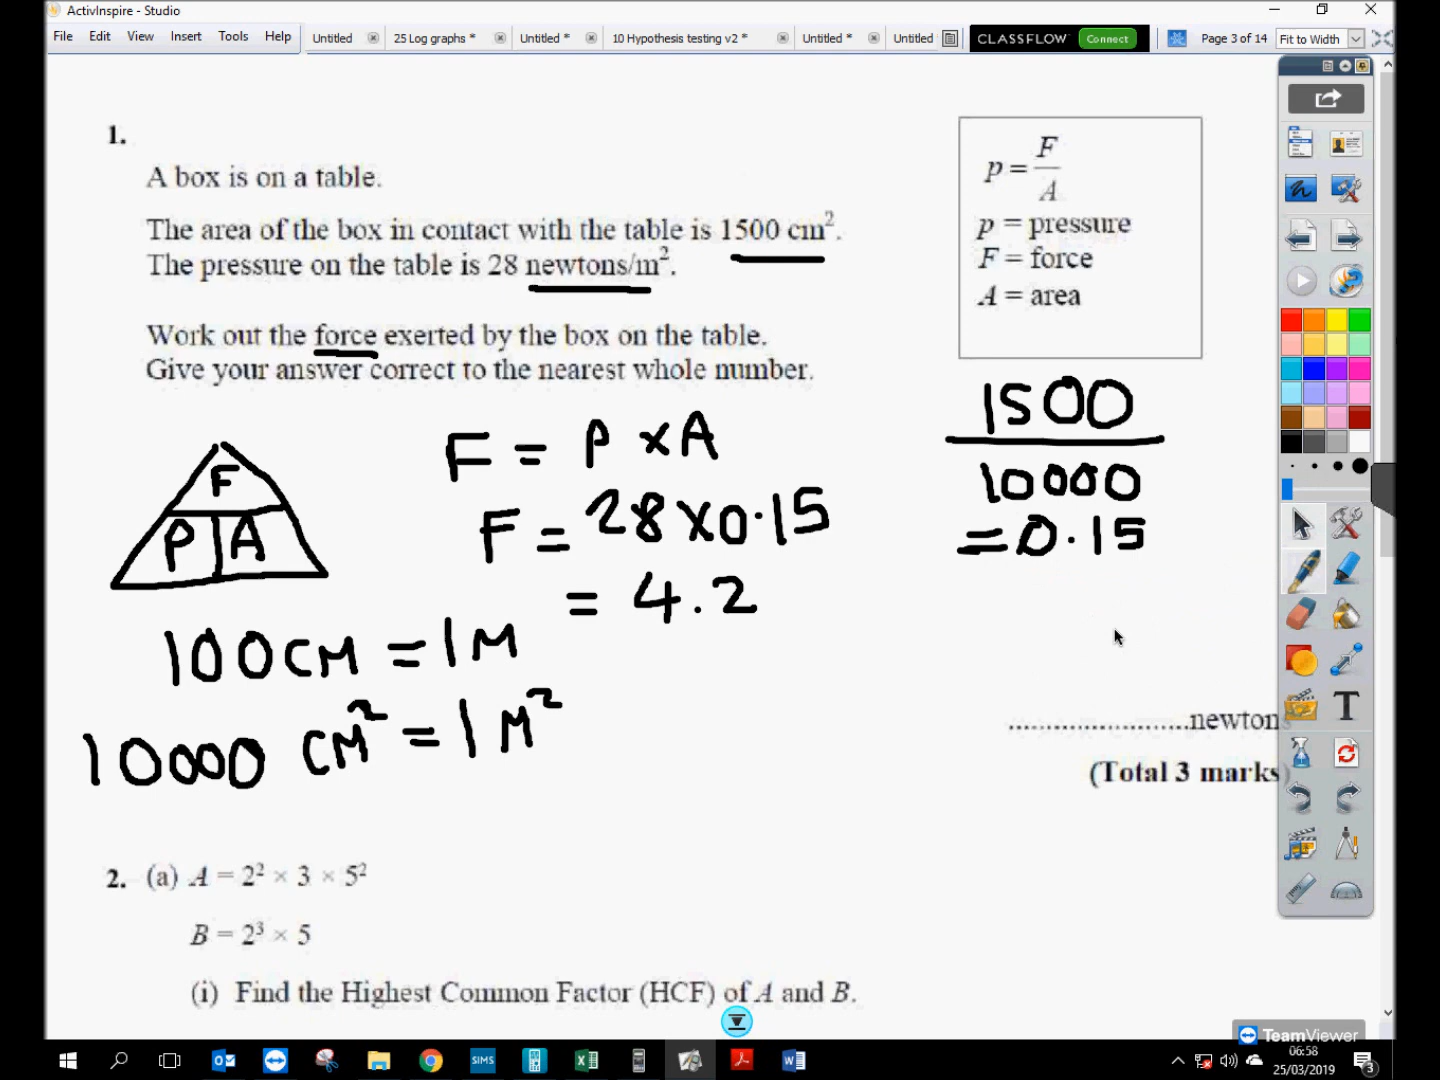 ActivInspire - Studio
File Edit View Insert Tools Help
Untitled 25 Log graphs * Untitled * 10 Hypothesis testing v2 * Untitled * Untitled
CLASSFLOW Connect
Page 3 of 14 Fit to Width
1.
A box is on a table.
The area of the box in contact with the table is 1500 cm².
The pressure on the table is 28 newtons/m².
Work out the force exerted by the box on the table.
Give your answer correct to the nearest whole number.
p = F/A
p = pressure
F = force
A = area
F
P A
F = P × A
F = 28 × 0.15
= 4.2
1500
10000
= 0.15
100 CM = 1 M
10000 CM² = 1 M²
........................newtons
(Total 3 marks)
2. (a) A = 2² × 3 × 5²
B = 2³ × 5
(i) Find the Highest Common Factor (HCF) of A and B.
T
TeamViewer
SIMS
06:58
25/03/2019
3